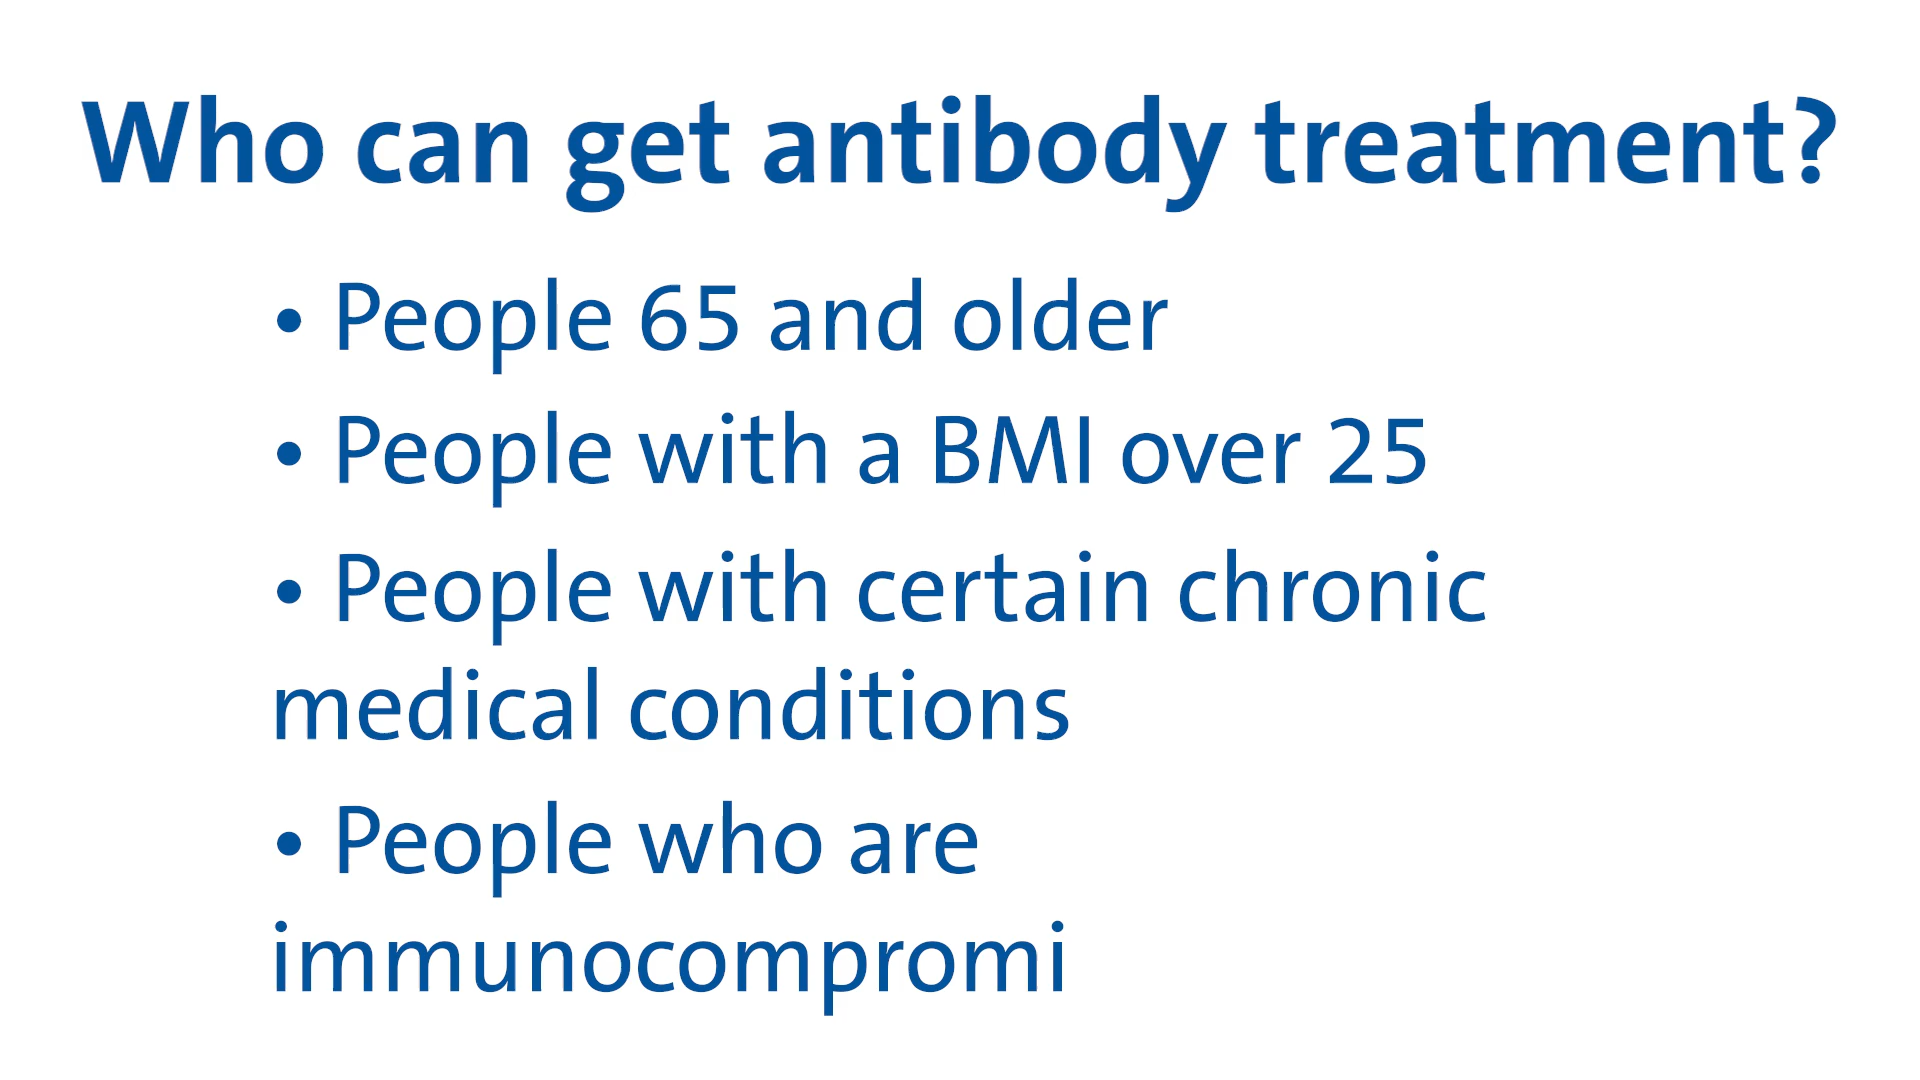 Who can get antibody treatment?
• People 65 and older
• People with a BMI over 25
• People with certain chronic
medical conditions
• People who are
immunocompromi